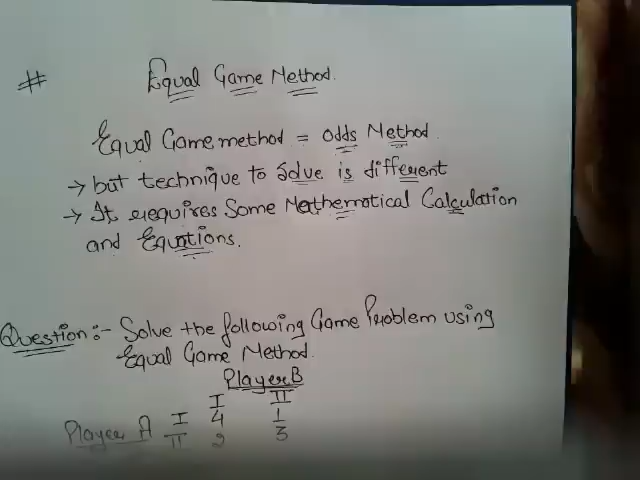 # Equal Game Method.
Equal Game method = odds Method
→ but technique to Solve is different
→ It requires Some Mathematical Calculation
and Equations.
Question:- Solve the following Game Problem using
Equal Game Method.
Player B
I II
Player A I 4 1
II 2 3